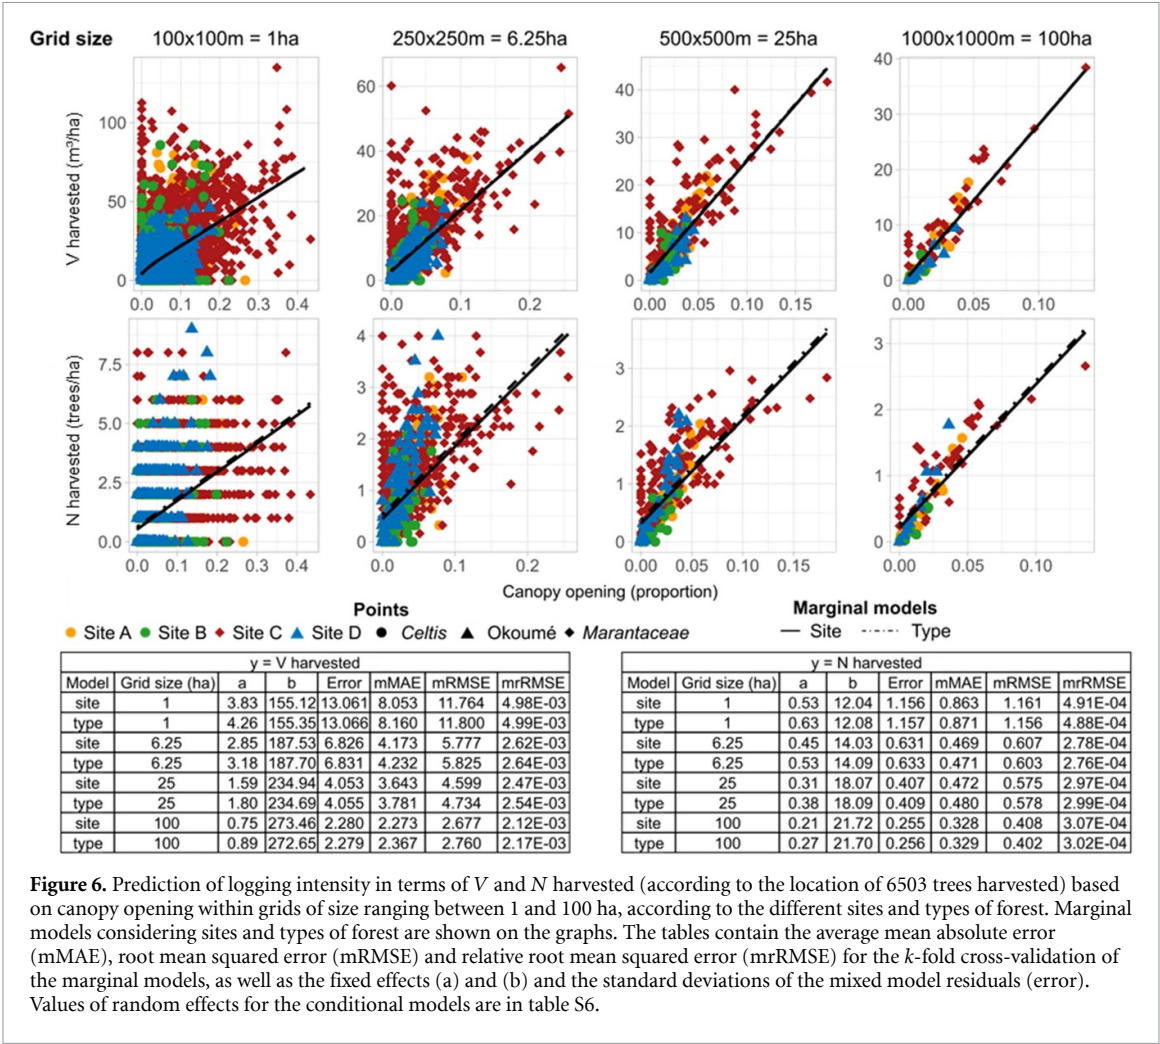 Grid size 100x100m = 1ha 250x250m = 6.25ha 500x500m = 25ha 1000x1000m = 100ha
V harvested (m³/ha)
100
50
0
0.0 0.1 0.2 0.3 0.4
60
40
20
0
0.0 0.1 0.2
40
30
20
10
0
0.00 0.05 0.10 0.15
40
30
20
10
0
0.00 0.05 0.10
N harvested (trees/ha)
7.5
5.0
2.5
0.0
0.0 0.1 0.2 0.3 0.4
4
3
2
1
0
0.0 0.1 0.2
3
2
1
0
0.00 0.05 0.10 0.15
3
2
1
0
0.00 0.05 0.10
Canopy opening (proportion)
Points
Site A Site B Site C Site D Celtis Okoumé Marantaceae
Marginal models
Site Type
y = V harvested
Model Grid size (ha) a b Error mMAE mRMSE mrRMSE
site 1 3.83 155.12 13.061 8.053 11.764 4.98E-03
type 1 4.26 155.35 13.066 8.160 11.800 4.99E-03
site 6.25 2.85 187.53 6.826 4.173 5.777 2.62E-03
type 6.25 3.18 187.70 6.831 4.232 5.825 2.64E-03
site 25 1.59 234.94 4.053 3.643 4.599 2.47E-03
type 25 1.80 234.69 4.055 3.781 4.734 2.54E-03
site 100 0.75 273.46 2.280 2.273 2.677 2.12E-03
type 100 0.89 272.65 2.279 2.367 2.760 2.17E-03
y = N harvested
Model Grid size (ha) a b Error mMAE mRMSE mrRMSE
site 1 0.53 12.04 1.156 0.863 1.161 4.91E-04
type 1 0.63 12.08 1.157 0.871 1.156 4.88E-04
site 6.25 0.45 14.03 0.631 0.469 0.607 2.78E-04
type 6.25 0.53 14.09 0.633 0.471 0.603 2.76E-04
site 25 0.31 18.07 0.407 0.472 0.575 2.97E-04
type 25 0.38 18.09 0.409 0.480 0.578 2.99E-04
site 100 0.21 21.72 0.255 0.328 0.408 3.07E-04
type 100 0.27 21.70 0.256 0.329 0.402 3.02E-04
Figure 6. Prediction of logging intensity in terms of V and N harvested (according to the location of 6503 trees harvested) based
on canopy opening within grids of size ranging between 1 and 100 ha, according to the different sites and types of forest. Marginal
models considering sites and types of forest are shown on the graphs. The tables contain the average mean absolute error
(mMAE), root mean squared error (mRMSE) and relative root mean squared error (mrRMSE) for the k-fold cross-validation of
the marginal models, as well as the fixed effects (a) and (b) and the standard deviations of the mixed model residuals (error).
Values of random effects for the conditional models are in table S6.